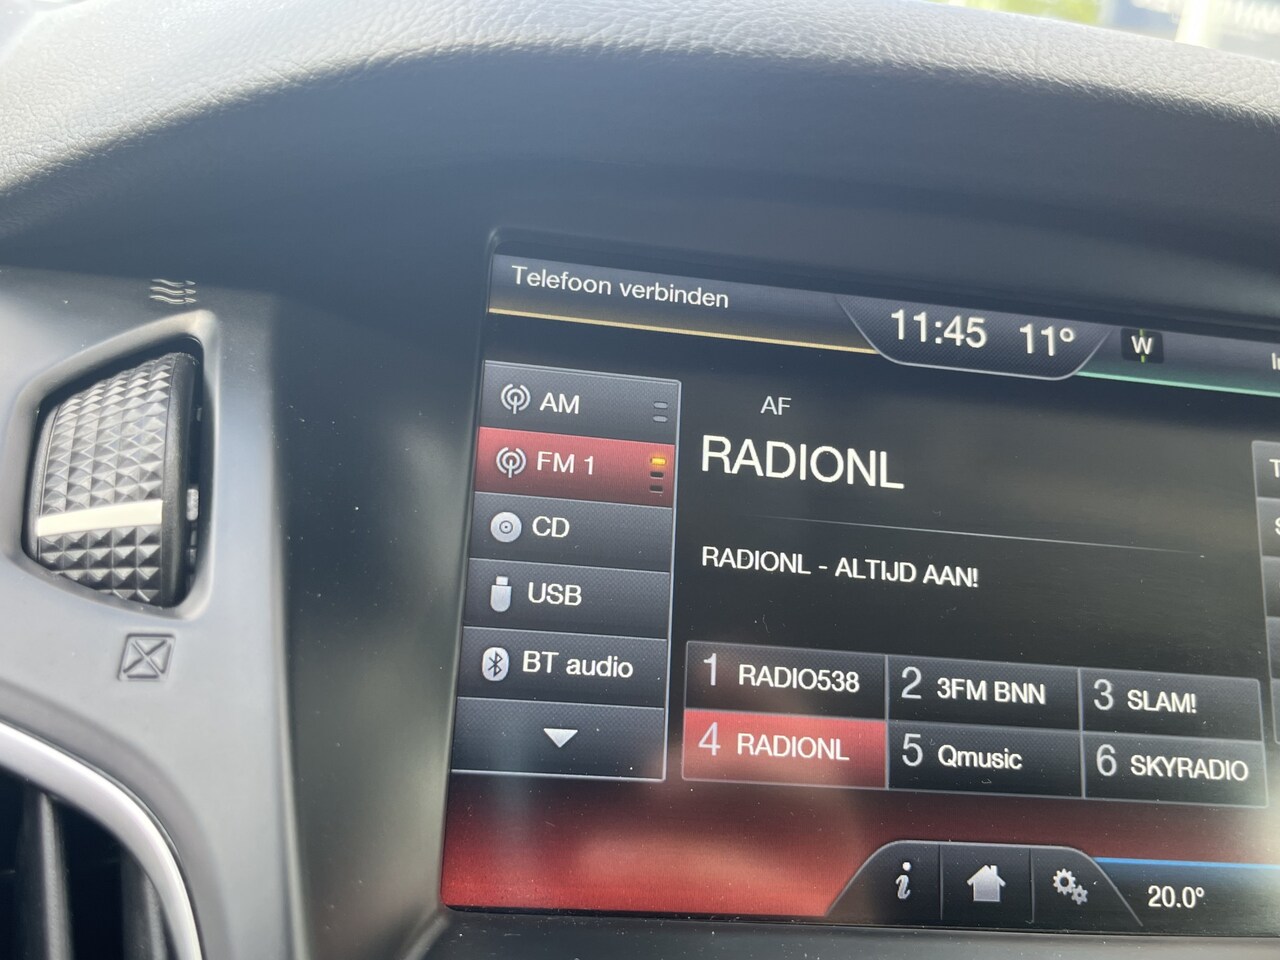 Telefoon verbinden
11:45 11° W
AM
FM 1
CD
USB
BT audio
AF
RADIONL
RADIONL - ALTIJD AAN!
1 RADIO538
2 3FM BNN
3 SLAM!
4 RADIONL
5 Qmusic
6 SKYRADIO
i
20.0°